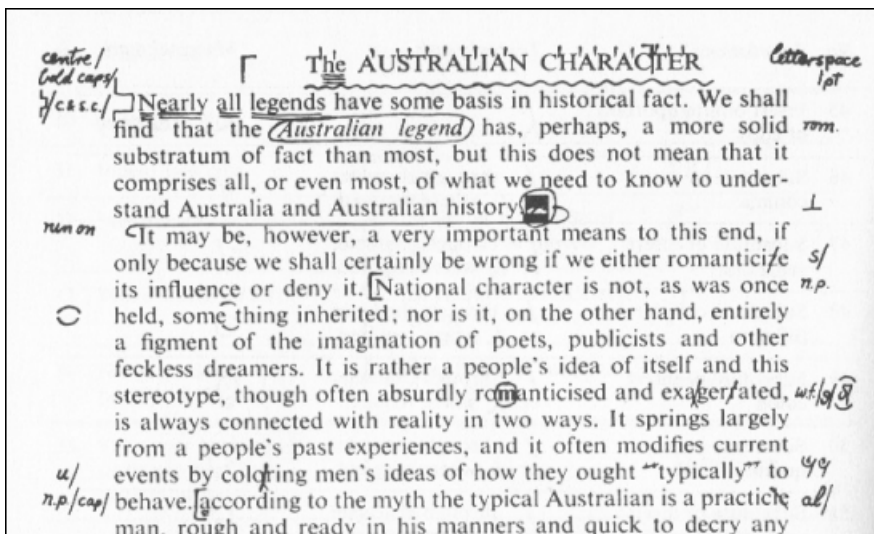 centre/ The AUSTRALIAN CHARACTER letterspace
bold caps/ 1pt
c & s.c./ Nearly all legends have some basis in historical fact. We shall
find that the Australian legend has, perhaps, a more solid rom.
substratum of fact than most, but this does not mean that it
comprises all, or even most, of what we need to know to under-
stand Australia and Australian history.
run on It may be, however, a very important means to this end, if
only because we shall certainly be wrong if we either romanticize s/
its influence or deny it. National character is not, as was once n.p.
held, some thing inherited; nor is it, on the other hand, entirely
a figment of the imagination of poets, publicists and other
feckless dreamers. It is rather a people's idea of itself and this
stereotype, though often absurdly romanticised and exagerrated, w.f./g/
is always connected with reality in two ways. It springs largely
from a people's past experiences, and it often modifies current
u/ events by coloring men's ideas of how they ought "typically" to
n.p./cap/ behave. according to the myth the typical Australian is a practicle al/
man, rough and ready in his manners and quick to decry any